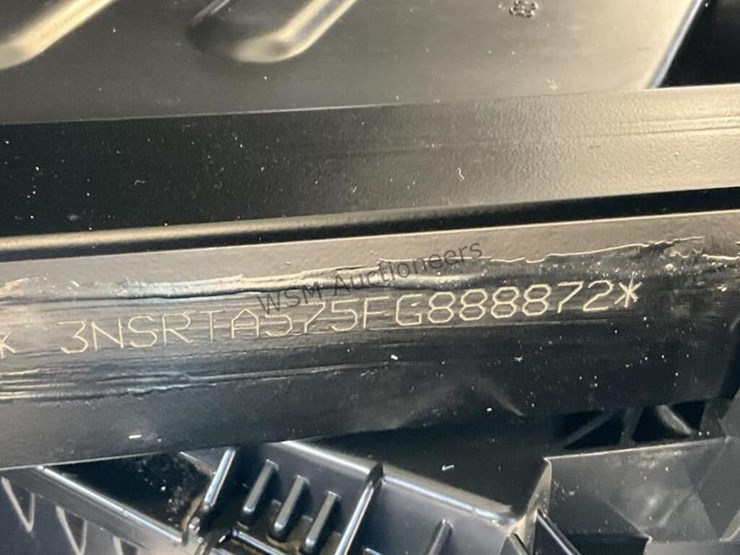 WSM Auctioneers
* 3NSRTA575FG888872*